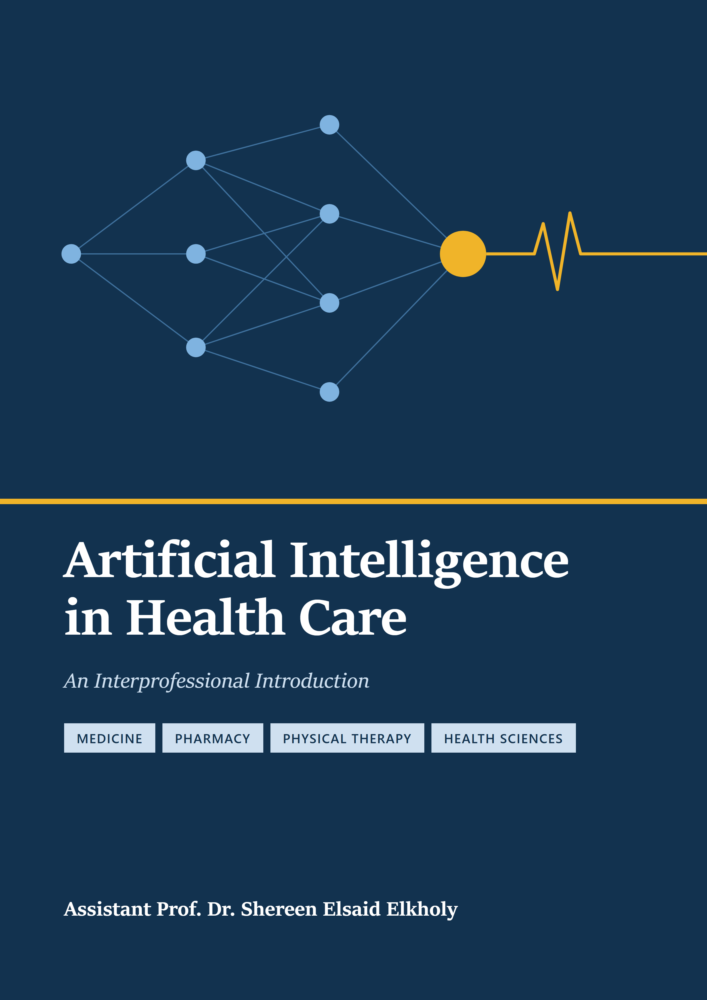 Artificial Intelligence
in Health Care
An Interprofessional Introduction
MEDICINE PHARMACY PHYSICAL THERAPY HEALTH SCIENCES
Assistant Prof. Dr. Shereen Elsaid Elkholy